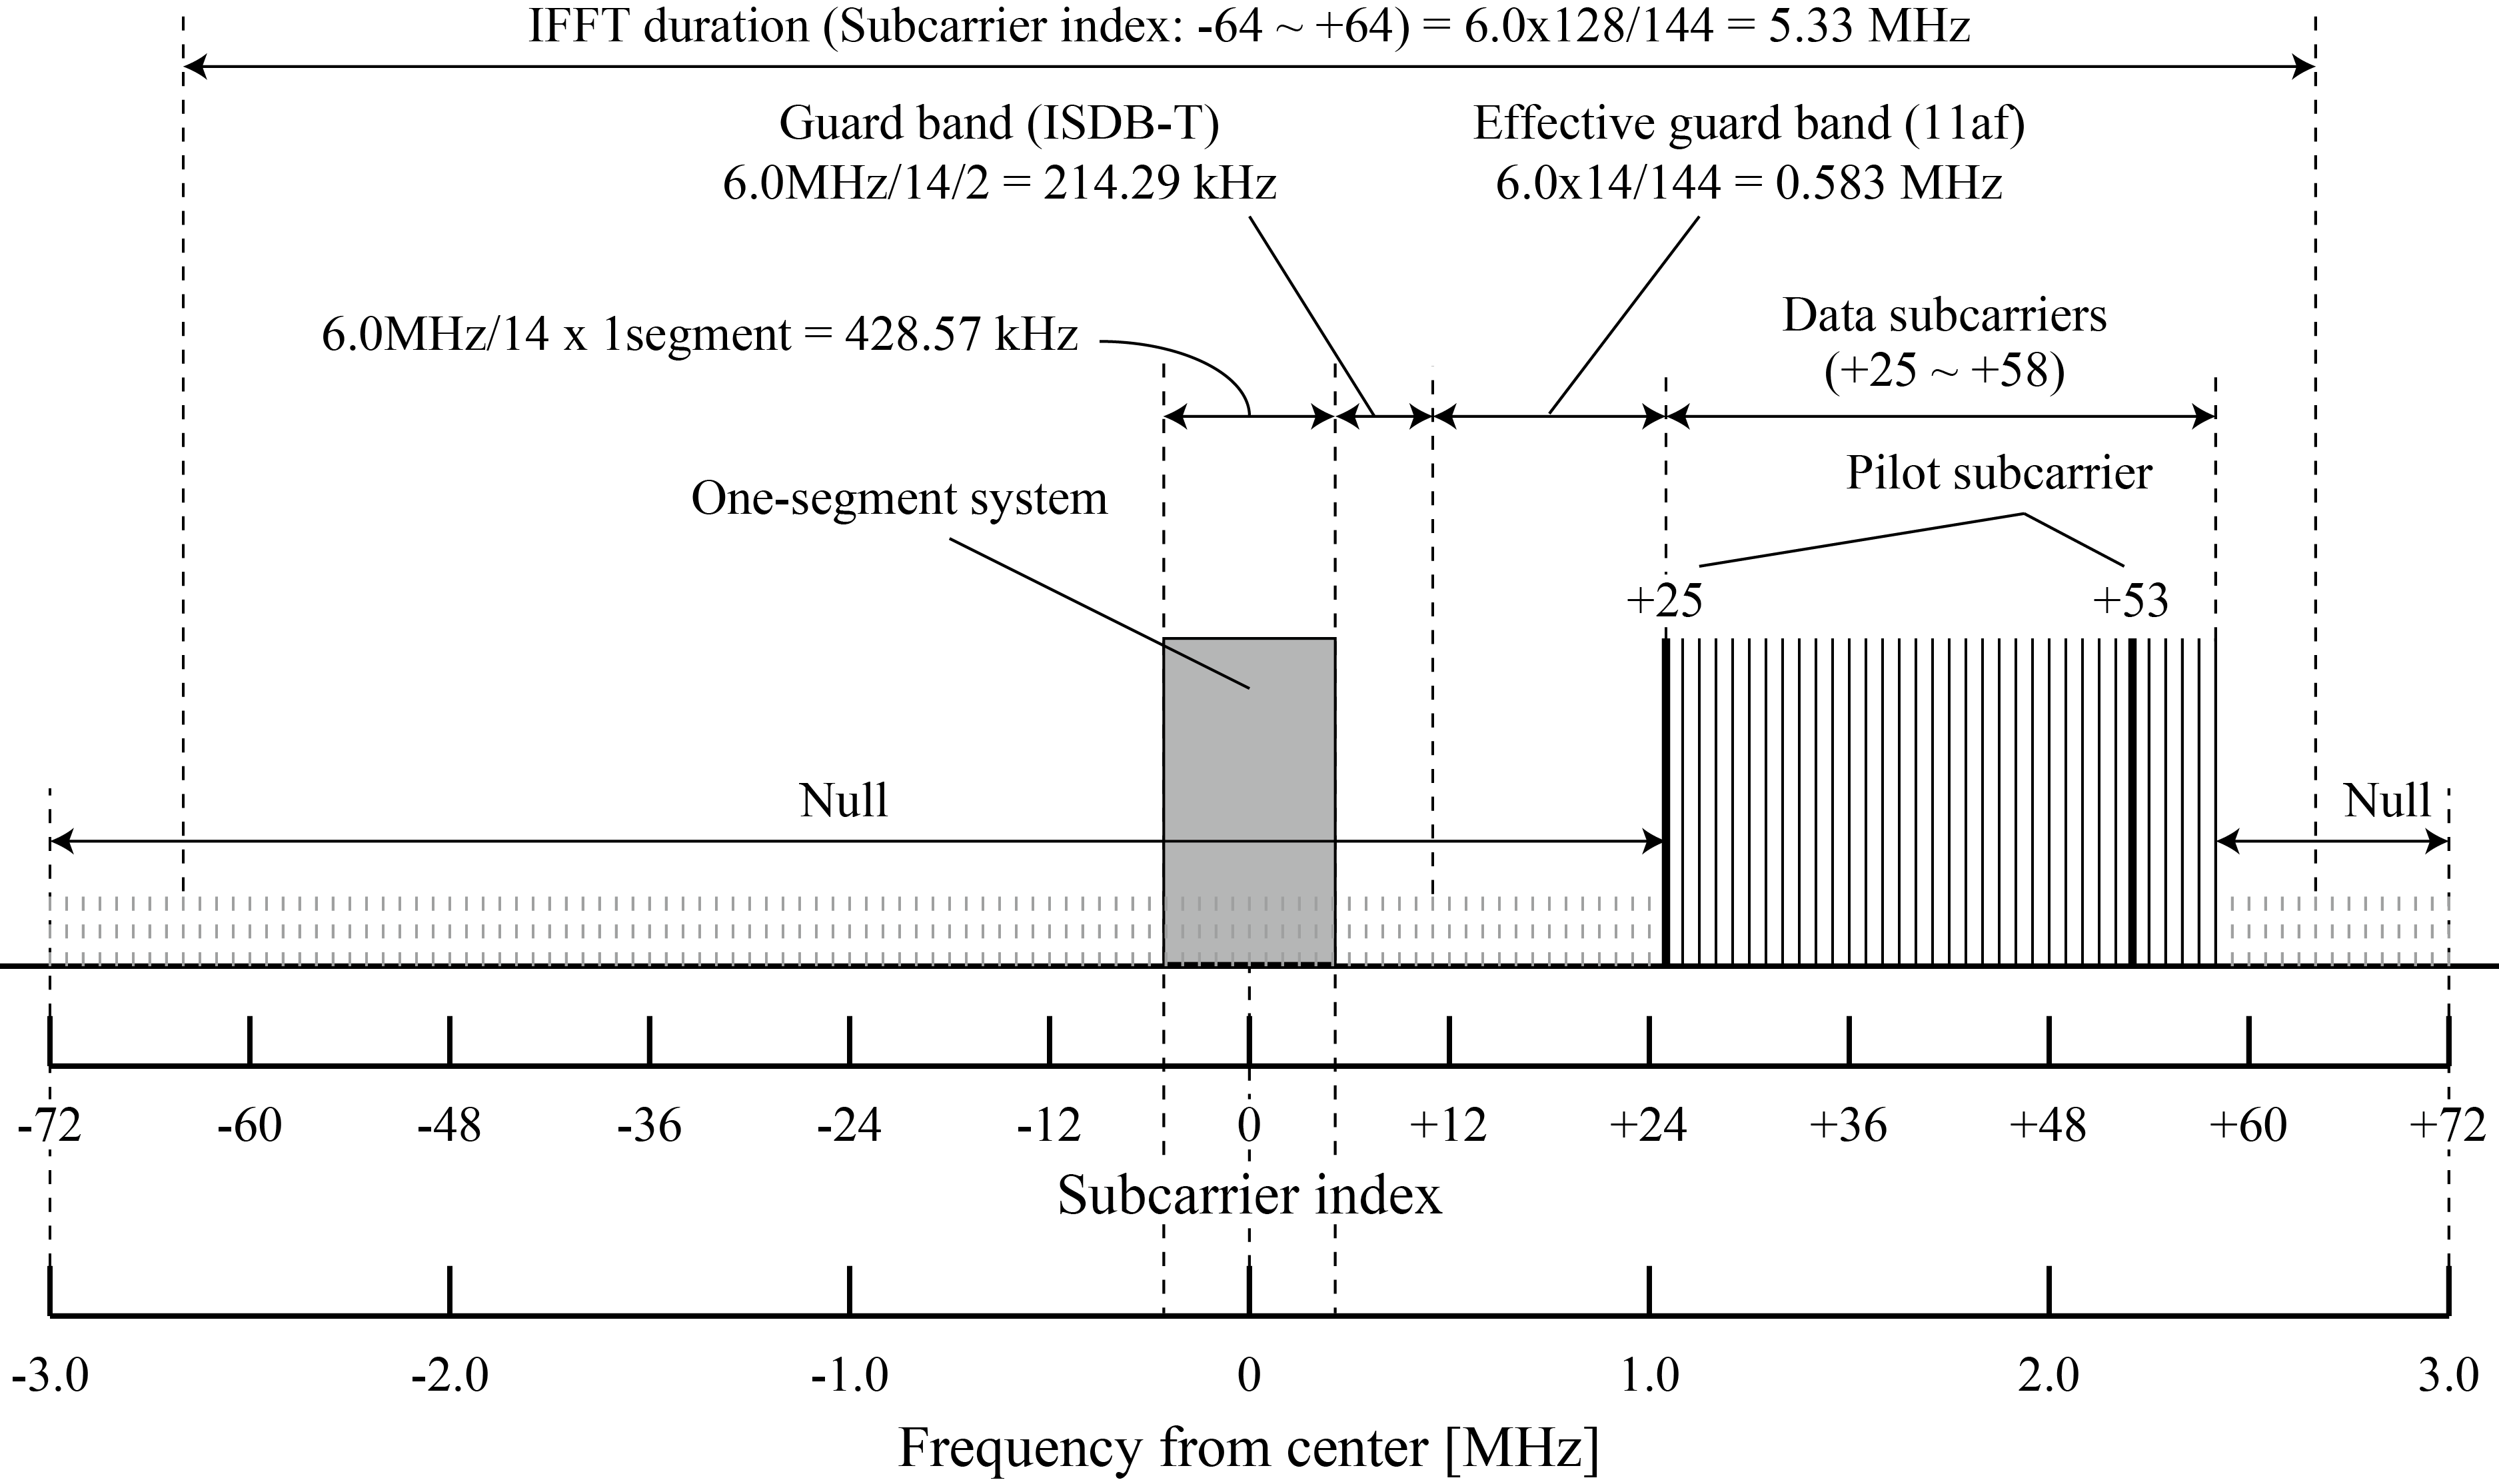 IFFT duration (Subcarrier index: -64 ~ +64) = 6.0x128/144 = 5.33 MHz
Guard band (ISDB-T)
6.0MHz/14/2 = 214.29 kHz
Effective guard band (11af)
6.0x14/144 = 0.583 MHz
6.0MHz/14 x 1segment = 428.57 kHz
Data subcarriers
(+25 ~ +58)
One-segment system
Pilot subcarrier
+25
+53
Null
Null
-72 -60 -48 -36 -24 -12 0 +12 +24 +36 +48 +60 +72
Subcarrier index
-3.0 -2.0 -1.0 0 1.0 2.0 3.0
Frequency from center [MHz]